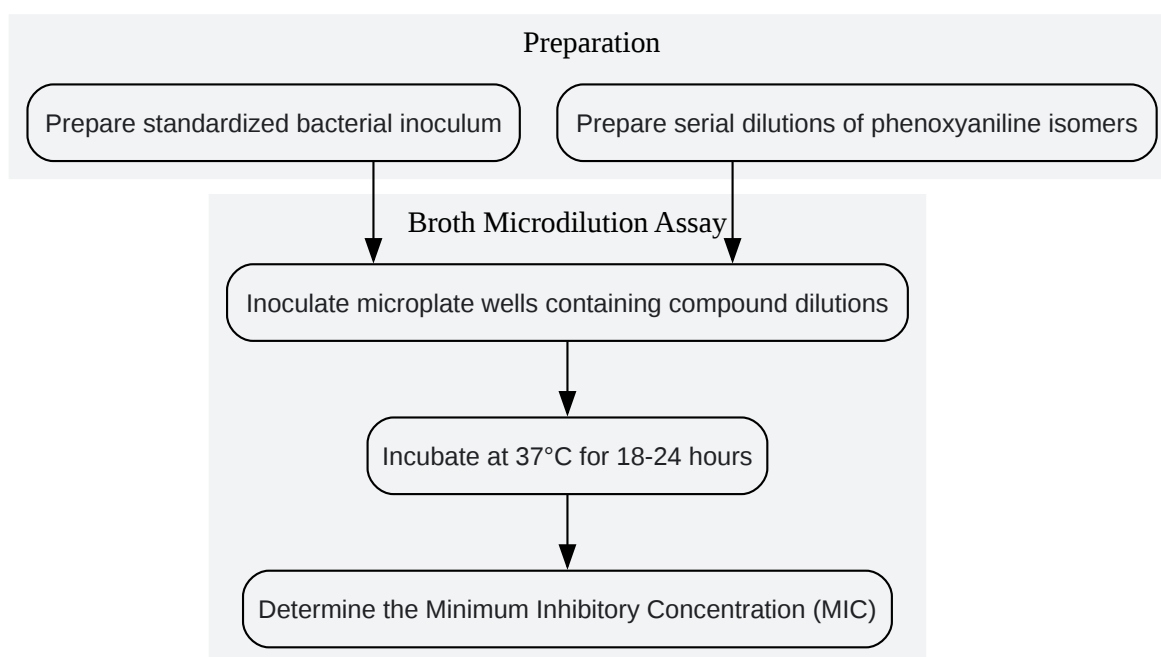 Preparation
Prepare standardized bacterial inoculum
Prepare serial dilutions of phenoxyaniline isomers
Broth Microdilution Assay
Inoculate microplate wells containing compound dilutions
Incubate at 37°C for 18-24 hours
Determine the Minimum Inhibitory Concentration (MIC)